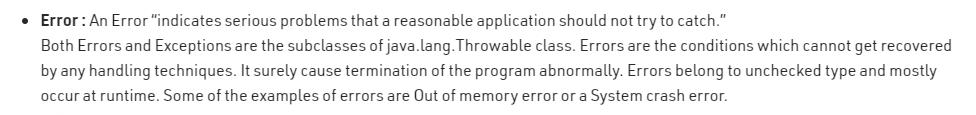 • Error : An Error “indicates serious problems that a reasonable application should not try to catch.”
Both Errors and Exceptions are the subclasses of java.lang.Throwable class. Errors are the conditions which cannot get recovered
by any handling techniques. It surely cause termination of the program abnormally. Errors belong to unchecked type and mostly
occur at runtime. Some of the examples of errors are Out of memory error or a System crash error.